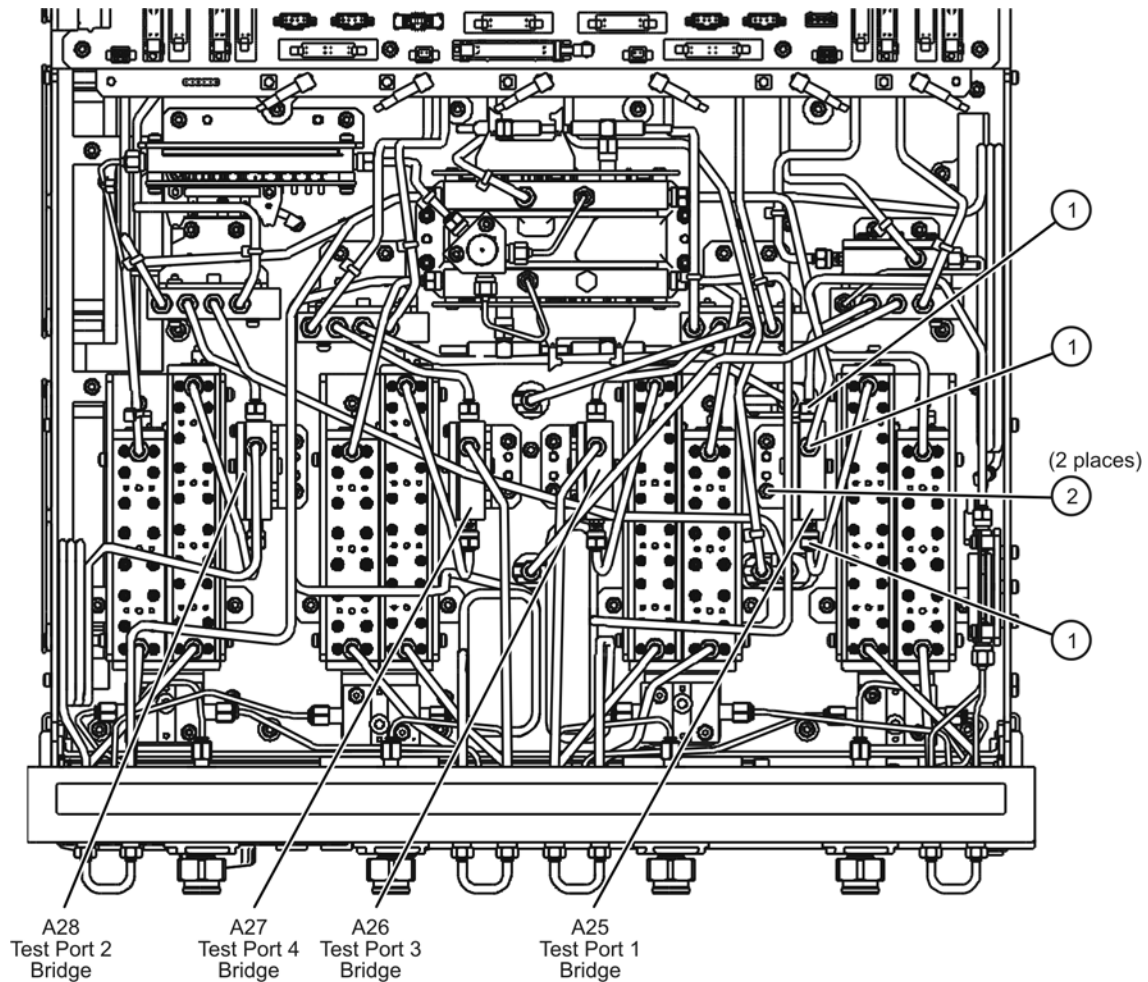 1
1
(2 places)
2
1
A28
Test Port 2
Bridge
A27
Test Port 4
Bridge
A26
Test Port 3
Bridge
A25
Test Port 1
Bridge